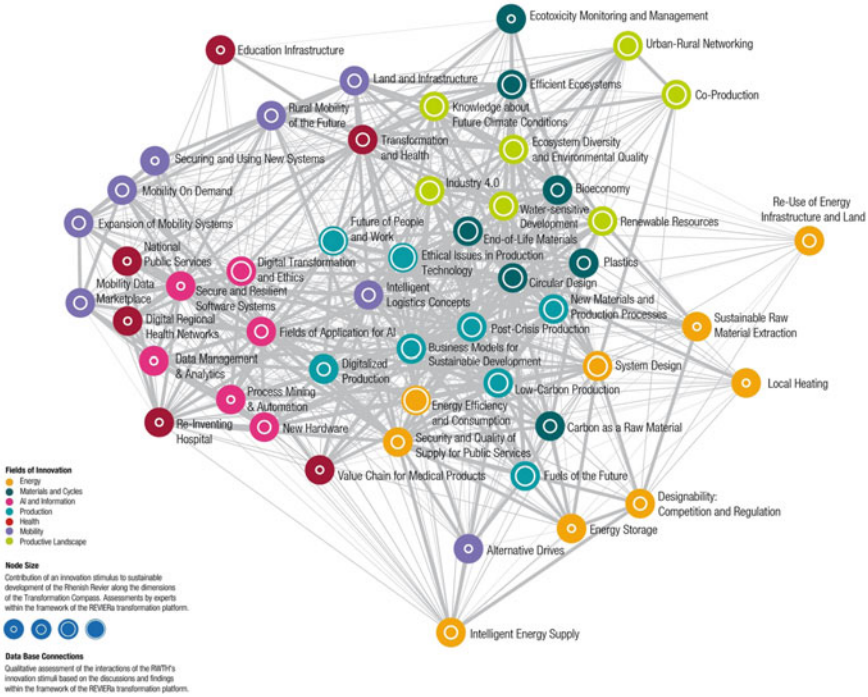 Ecotoxicity Monitoring and Management
Urban-Rural Networking
Education Infrastructure
Land and Infrastructure
Efficient Ecosystems
Co-Production
Rural Mobility
of the Future
Knowledge about
Future Climate Conditions
Transformation
and Health
Ecosystem Diversity
and Environmental Quality
Securing and Using New Systems
Mobility On Demand
Industry 4.0
Bioeconomy
Re-Use of Energy
Infrastructure and Land
Expansion of Mobility Systems
Future of People
and Work
Water-sensitive
Development
Renewable Resources
End-of-Life Materials
National
Public Services
Digital Transformation
and Ethics
Ethical Issues in Production
Technology
Plastics
Mobility Data
Marketplace
Secure and Resilient
Software Systems
Intelligent
Logistics Concepts
Circular Design
New Materials and
Production Processes
Digital Regional
Health Networks
Fields of Application for AI
Post-Crisis Production
Sustainable Raw
Material Extraction
Data Management
& Analytics
Digitalized
Production
Business Models for
Sustainable Development
System Design
Local Heating
Process Mining
& Automation
Low-Carbon Production
Energy Efficiency
and Consumption
Re-Inventing
Hospital
New Hardware
Security and Quality of
Supply for Public Services
Carbon as a Raw Material
Value Chain for Medical Products
Fuels of the Future
Designability:
Competition and Regulation
Energy Storage
Alternative Drives
Intelligent Energy Supply
Fields of Innovation
Energy
Materials and Cycles
AI and Information
Production
Health
Mobility
Productive Landscape
Node Size
Contribution of an innovation stimulus to sustainable
development of the Rhenish Revier along the dimensions
of the Transformation Compass. Assessments by experts
within the framework of the REVIERa transformation platform.
Data Base Connections
Qualitative assessment of the interactions of the RWTH's
innovation stimuli based on the discussions and findings
within the framework of the REVIERa transformation platform.